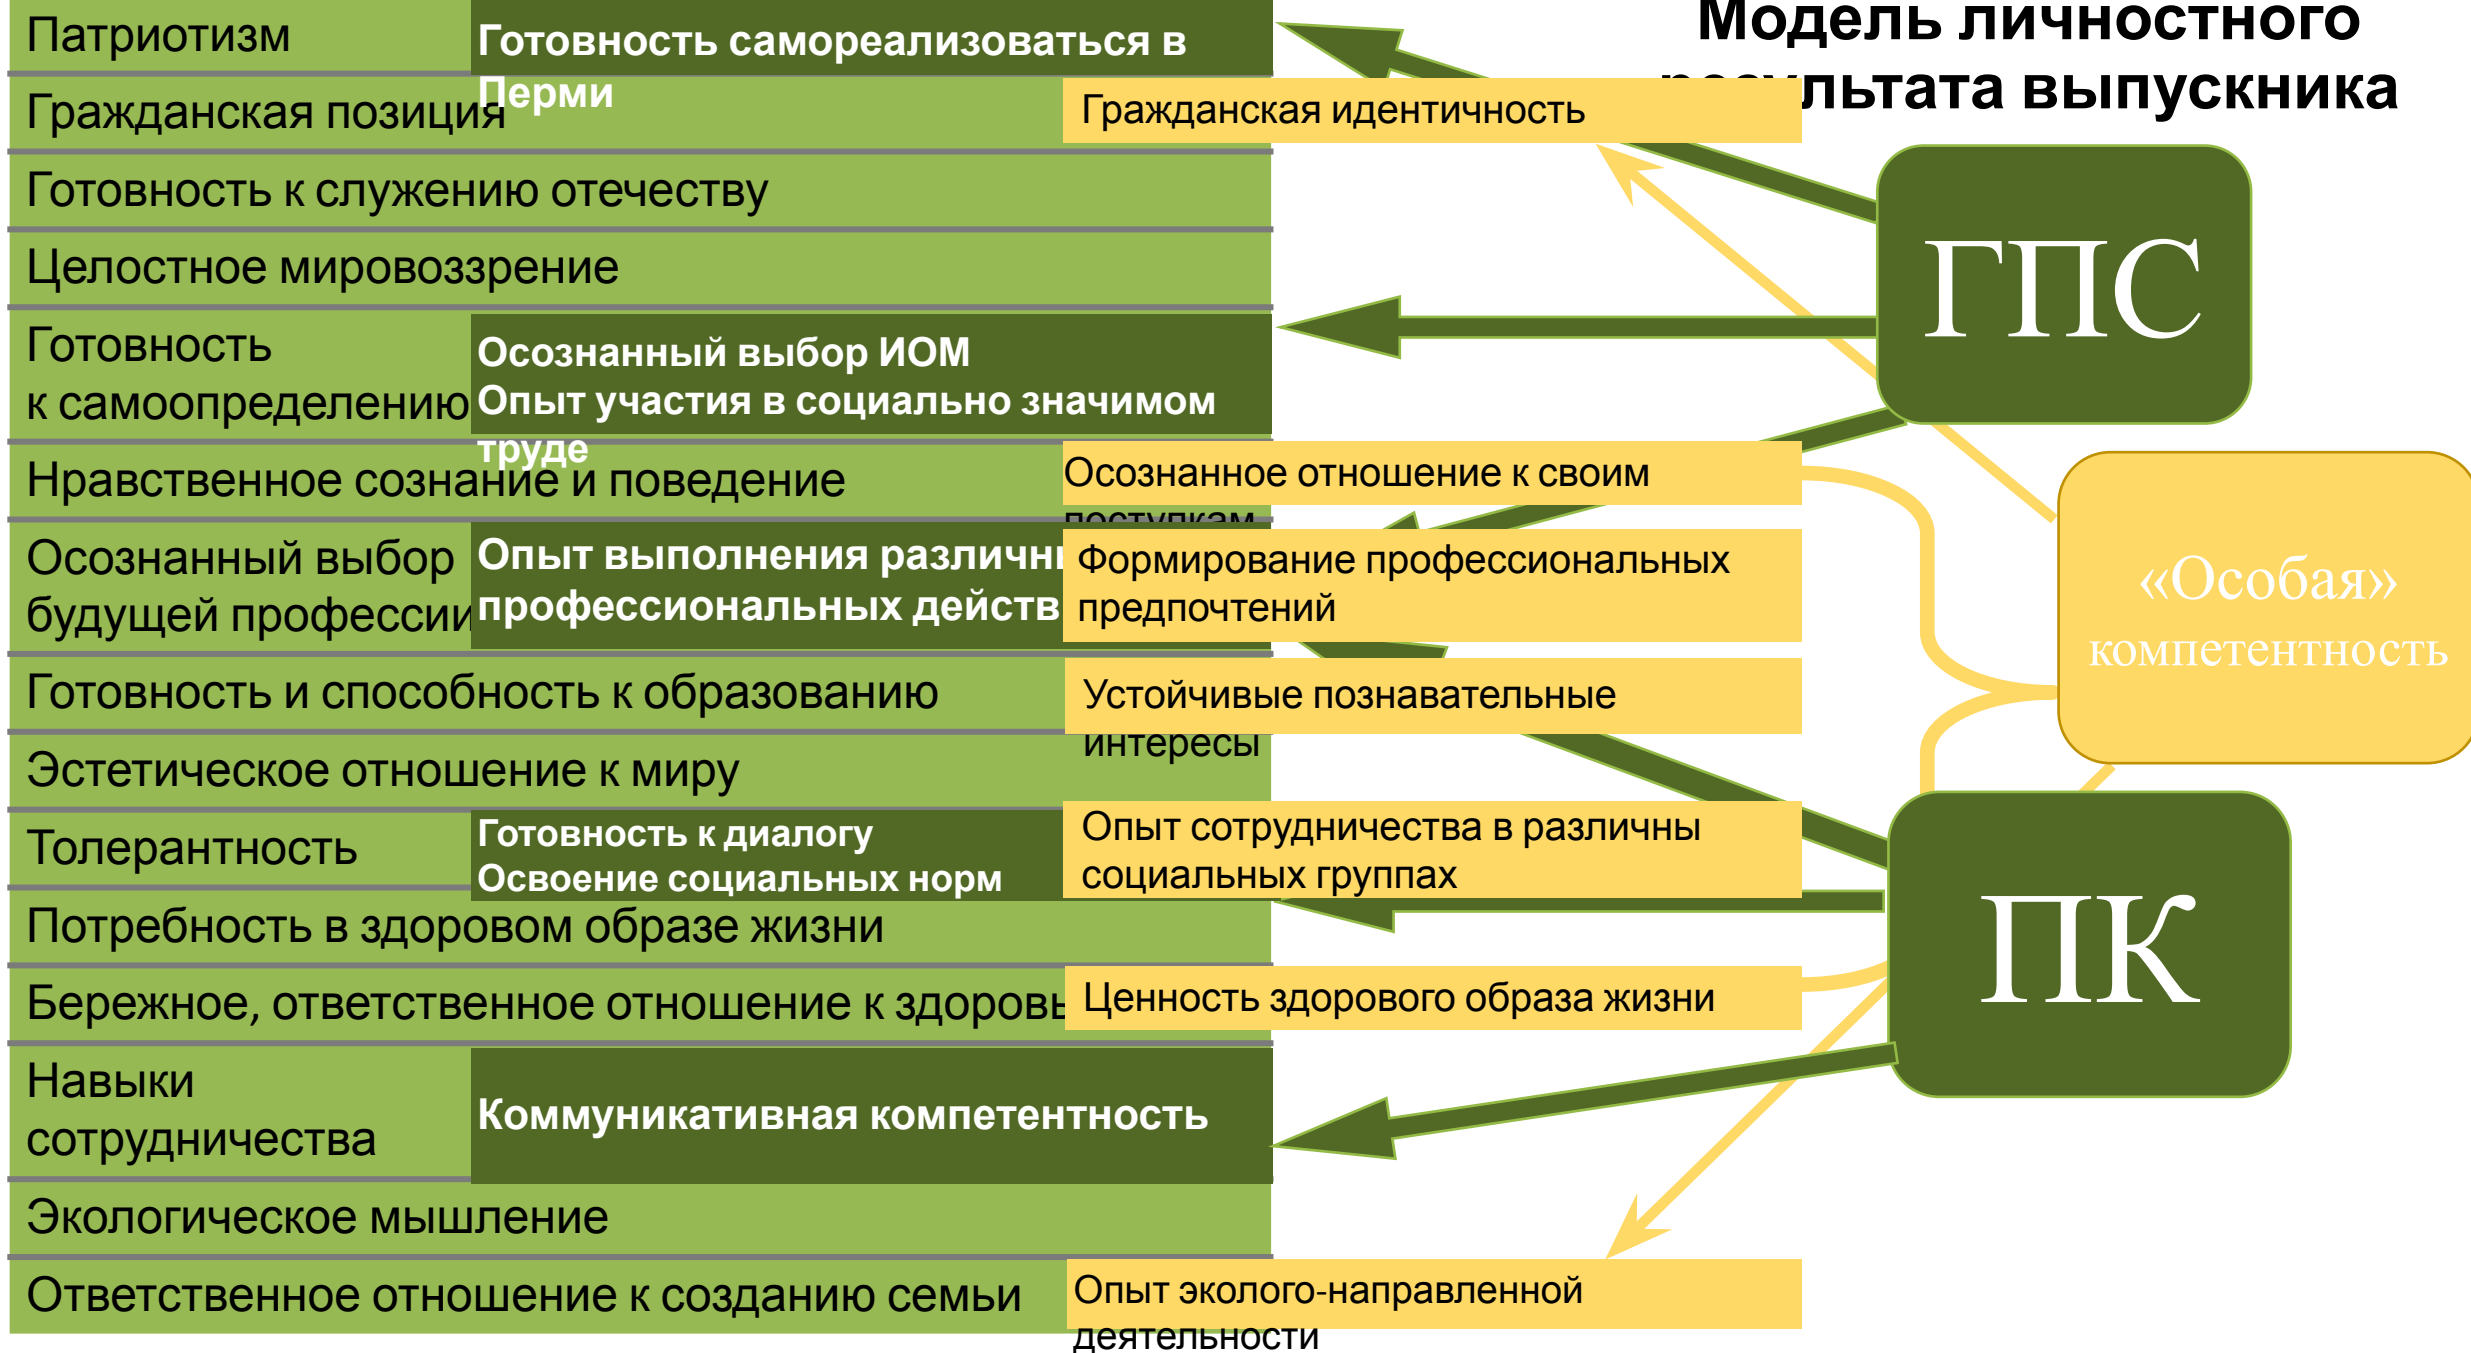 Модель личностного
результата выпускника
Патриотизм
Готовность самореализоваться в
Перми
Гражданская позиция
Гражданская идентичность
Готовность к служению отечеству
Целостное мировоззрение
Готовность
к самоопределению
Осознанный выбор ИОМ
Опыт участия в социально значимом
труде
Нравственное сознание и поведение
Осознанное отношение к своим
поступкам
Осознанный выбор
будущей профессии
Опыт выполнения различны
профессиональных действ
Формирование профессиональных
предпочтений
Готовность и способность к образованию
Устойчивые познавательные
интересы
Эстетическое отношение к миру
Толерантность
Готовность к диалогу
Освоение социальных норм
Опыт сотрудничества в различны
социальных группах
Потребность в здоровом образе жизни
Бережное, ответственное отношение к здоровь
Ценность здорового образа жизни
Навыки
сотрудничества
Коммуникативная компетентность
Экологическое мышление
Ответственное отношение к созданию семьи
Опыт эколого-направленной
деятельности
ГПС
«Особая»
компетентность
ПК